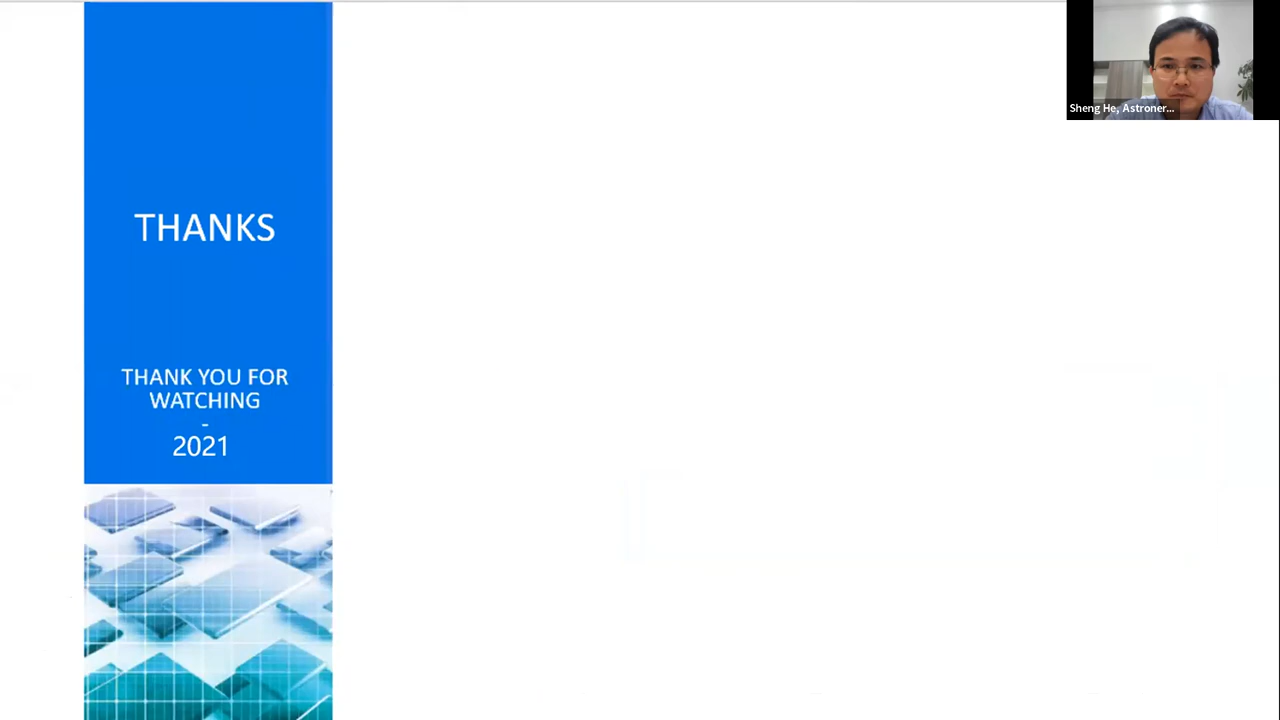 Sheng He, Astroner...
THANKS
THANK YOU FOR
WATCHING
-
2021